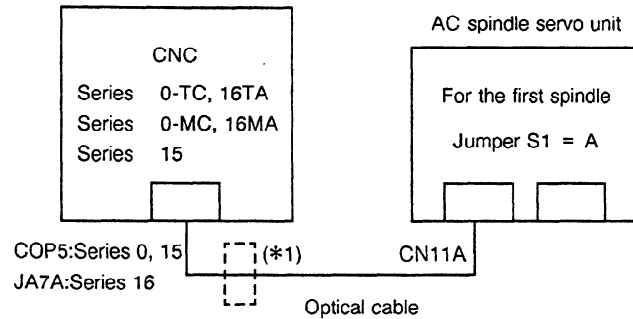 AC spindle servo unit
CNC
Series 0-TC, 16TA
Series 0-MC, 16MA
Series 15
For the first spindle
Jumper S1 = A
COP5:Series 0, 15
(*1)
CN11A
JA7A:Series 16
Optical cable